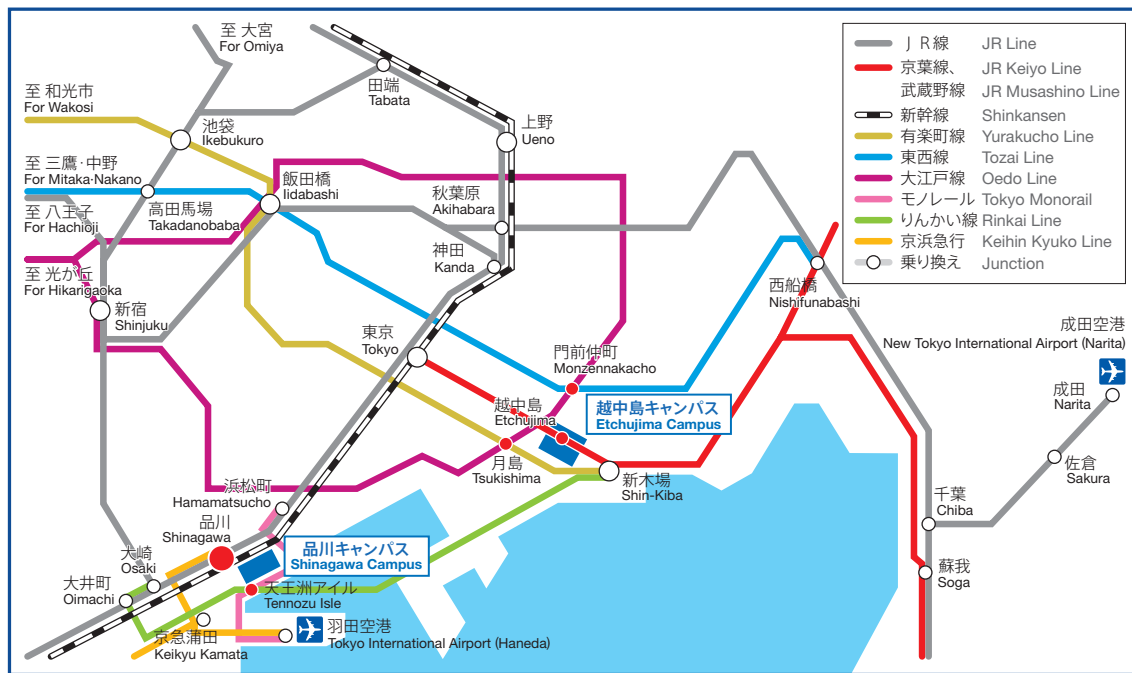 至 大宮
For Omiya
田端
Tabata
至 和光市
For Wakosi
池袋
Ikebukuro
上野
Ueno
至 三鷹・中野
For Mitaka・Nakano
飯田橋
Iidabashi
高田馬場
Takadanobaba
秋葉原
Akihabara
至 八王子
For Hachioji
神田
Kanda
至 光が丘
For Hikarigaoka
新宿
Shinjuku
東京
Tokyo
西船橋
Nishifunabashi
成田空港
New Tokyo International Airport (Narita)
門前仲町
Monzennakacho
成田
Narita
越中島
Etchujima
越中島キャンパス
Etchujima Campus
月島
Tsukishima
新木場
Shin-Kiba
佐倉
Sakura
浜松町
Hamamatsucho
千葉
Chiba
品川
Shinagawa
品川キャンパス
Shinagawa Campus
大崎
Osaki
大井町
Oimachi
天王洲アイル
Tennozu Isle
蘇我
Soga
京急蒲田
Keikyu Kamata
羽田空港
Tokyo International Airport (Haneda)
ＪＲ線 JR Line
京葉線、 JR Keiyo Line
武蔵野線 JR Musashino Line
新幹線 Shinkansen
有楽町線 Yurakucho Line
東西線 Tozai Line
大江戸線 Oedo Line
モノレール Tokyo Monorail
りんかい線 Rinkai Line
京浜急行 Keihin Kyuko Line
乗り換え Junction